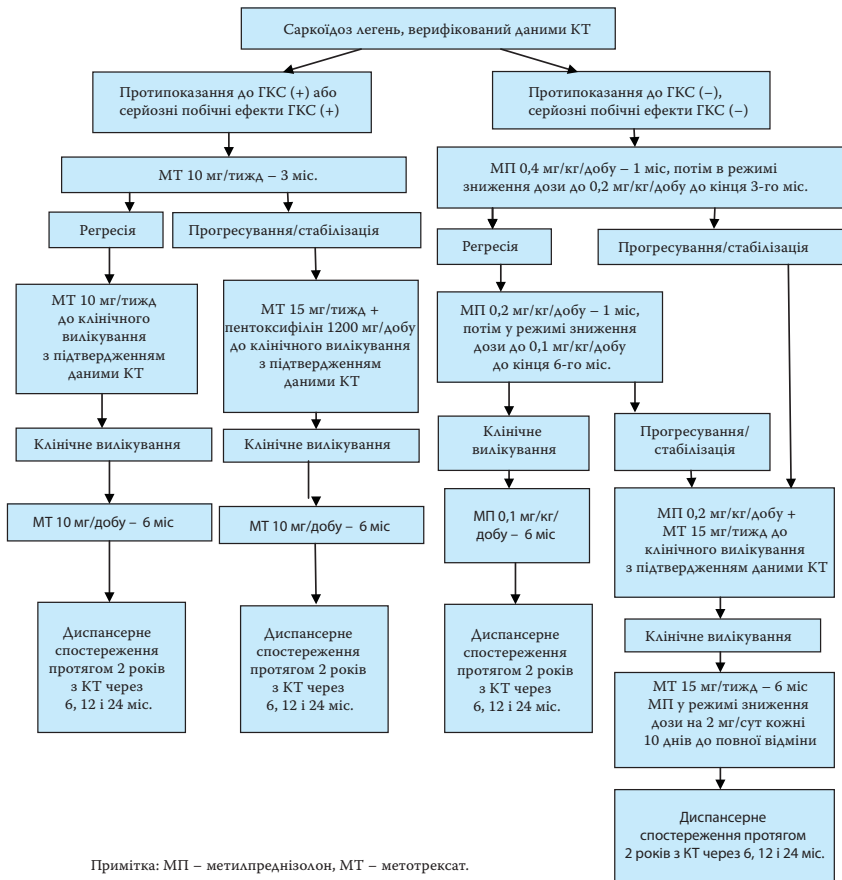 Саркоїдоз легень, верифікований даними КТ
Протипоказання до ГКС (+) або
серйозні побічні ефекти ГКС (+)
Протипоказання до ГКС (–),
серйозні побічні ефекти ГКС (–)
МТ 10 мг/тижд – 3 міс.
МП 0,4 мг/кг/добу – 1 міс, потім в режимі
зниження дози до 0,2 мг/кг/добу до кінця 3-го міс.
Регресія
Прогресування/стабілізація
Регресія
Прогресування/стабілізація
МТ 10 мг/тижд
до клінічного
вилікування
з підтвердженням
даними КТ
МТ 15 мг/тижд +
пентоксифілін 1200 мг/добу
до клінічного вилікування
з підтвердженням
даними КТ
МП 0,2 мг/кг/добу – 1 міс,
потім у режимі зниження
дози до 0,1 мг/кг/добу
до кінця 6-го міс.
Клінічне вилікування
Клінічне вилікування
Клінічне
вилікування
Прогресування/
стабілізація
МТ 10 мг/добу – 6 міс
МТ 10 мг/добу – 6 міс
МП 0,1 мг/кг/
добу – 6 міс
МП 0,2 мг/кг/добу +
МТ 15 мг/тижд до
клінічного вилікування
з підтвердженням даними КТ
Диспансерне
спостереження
протягом 2 років
з КТ через
6, 12 і 24 міс.
Диспансерне
спостереження
протягом 2 років
з КТ через
6, 12 і 24 міс.
Диспансерне
спостереження
протягом 2 років
з КТ через
6, 12 і 24 міс.
Клінічне вилікування
МТ 15 мг/тижд – 6 міс
МП у режимі зниження
дози на 2 мг/сут кожні
10 днів до повної відміни
Диспансерне
спостереження протягом
2 років з КТ через 6, 12 і 24 міс.
Примітка: МП – метилпреднізолон, МТ – метотрексат.